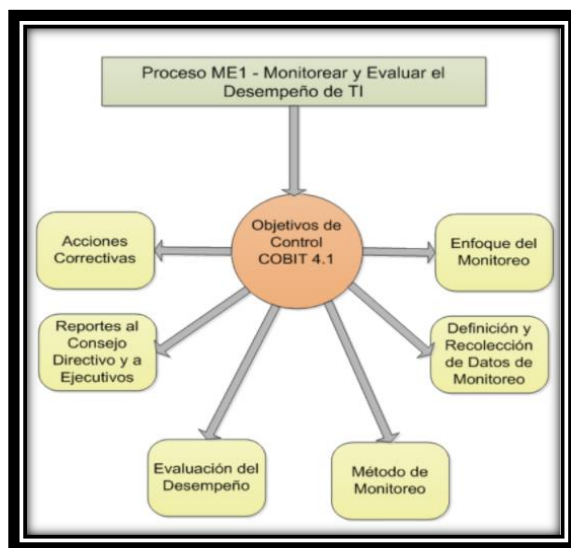 Proceso ME1 - Monitorear y Evaluar el
Desempeño de TI
Objetivos de
Control
COBIT 4.1
Acciones
Correctivas
Enfoque del
Monitoreo
Reportes al
Consejo
Directivo y a
Ejecutivos
Definición y
Recolección
de Datos de
Monitoreo
Evaluación del
Desempeño
Método de
Monitoreo